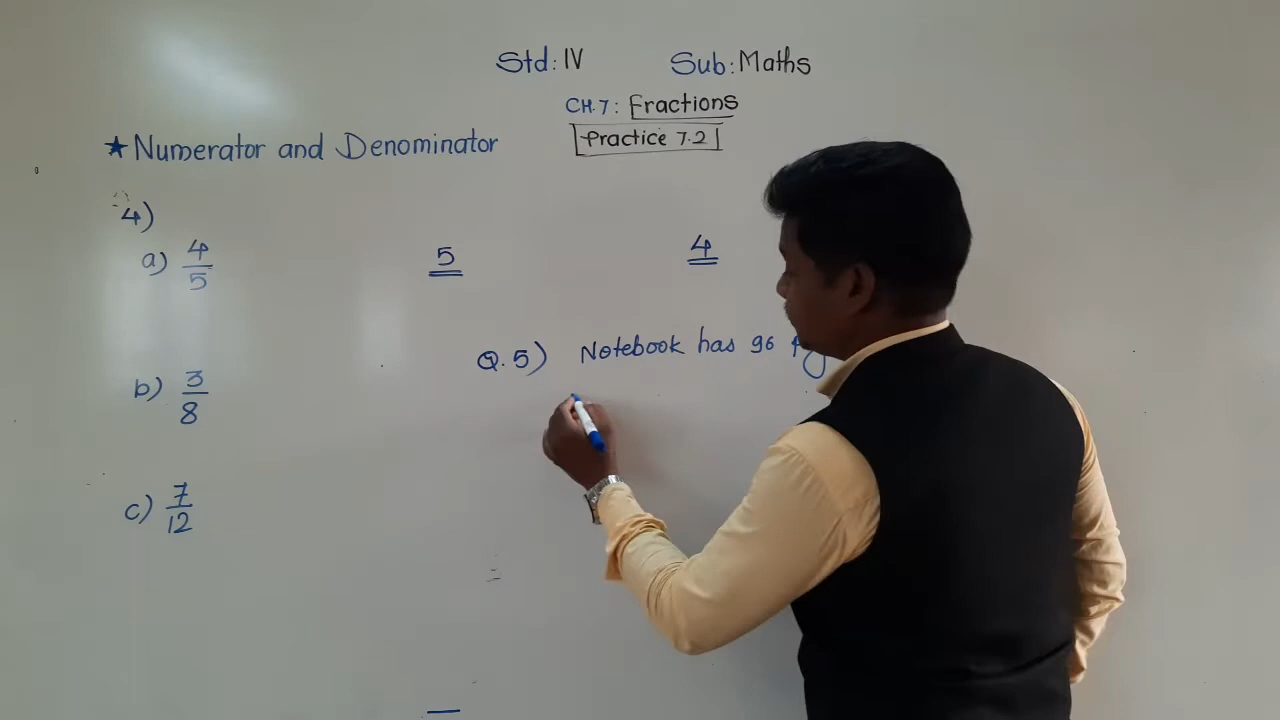 Std: IV Sub: Maths
CH.7: Fractions
Practice 7.2
★ Numerator and Denominator
4)
a) 4/5 5 4
Q. 5) Notebook has 96
b) 3/8
c) 7/12